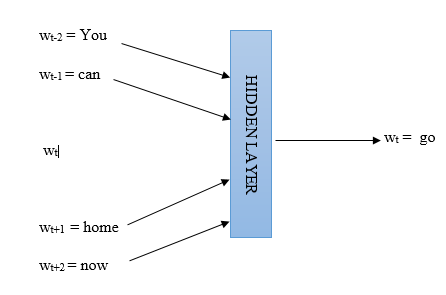 wt-2 = You
wt-1 = can
wt
wt+1 = home
wt+2 = now
HIDDEN LAYER
wt = go